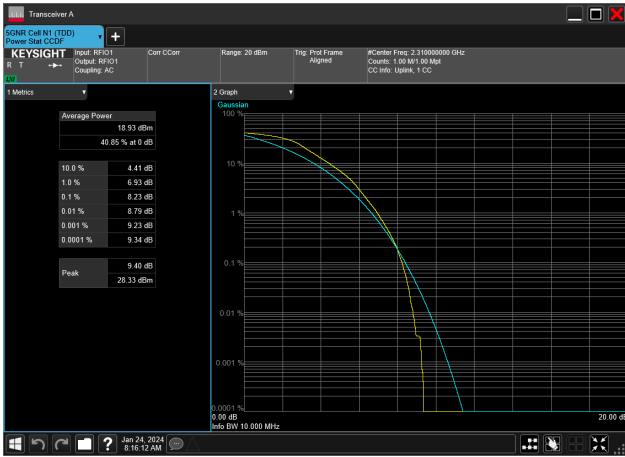 Transceiver A
5GNR Cell N1 (TDD)
Power Stat CCDF
KEYSIGHT
R T
LXI
Input: RFIO1
Output: RFIO1
Coupling: AC
Corr CCorr
Range: 20 dBm
Trig: Prot Frame
Aligned
#Center Freq: 2.310000000 GHz
Counts: 1.00 M/1.00 Mpt
CC Info: Uplink, 1 CC
1 Metrics
Average Power
18.93 dBm
40.85 % at 0 dB
10.0 % 4.41 dB
1.0 % 6.93 dB
0.1 % 8.23 dB
0.01 % 8.79 dB
0.001 % 9.23 dB
0.0001 % 9.34 dB
Peak 9.40 dB
28.33 dBm
2 Graph
Gaussian
100 %
10 %
1 %
0.1 %
0.01 %
0.001 %
0.0001 %
0.00 dB
20.00 dB
Info BW 10.000 MHz
Jan 24, 2024
8:16:12 AM